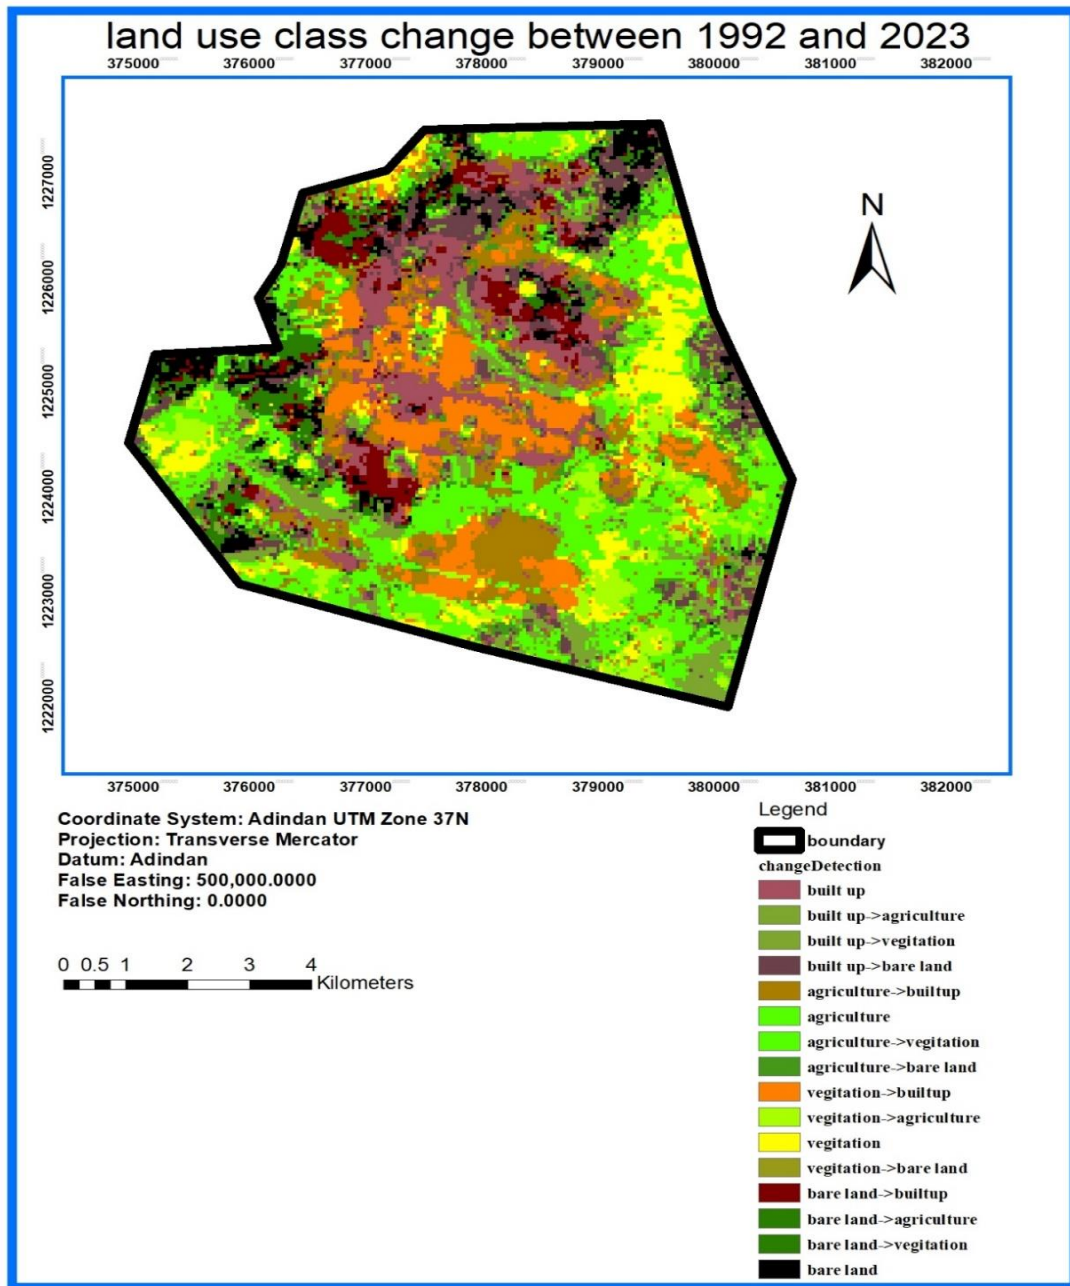 land use class change between 1992 and 2023
375000 376000 377000 378000 379000 380000 381000 382000
1227000
1226000
1225000
1224000
1223000
1222000
N
375000 376000 377000 378000 379000 380000 381000 382000
Coordinate System: Adindan UTM Zone 37N
Projection: Transverse Mercator
Datum: Adindan
False Easting: 500,000.0000
False Northing: 0.0000
0 0.5 1 2 3 4
Kilometers
Legend
boundary
changeDetection
built up
built up->agriculture
built up->vegitation
built up->bare land
agriculture->builtup
agriculture
agriculture->vegitation
agriculture->bare land
vegitation->builtup
vegitation->agriculture
vegitation
vegitation->bare land
bare land->builtup
bare land->agriculture
bare land->vegitation
bare land